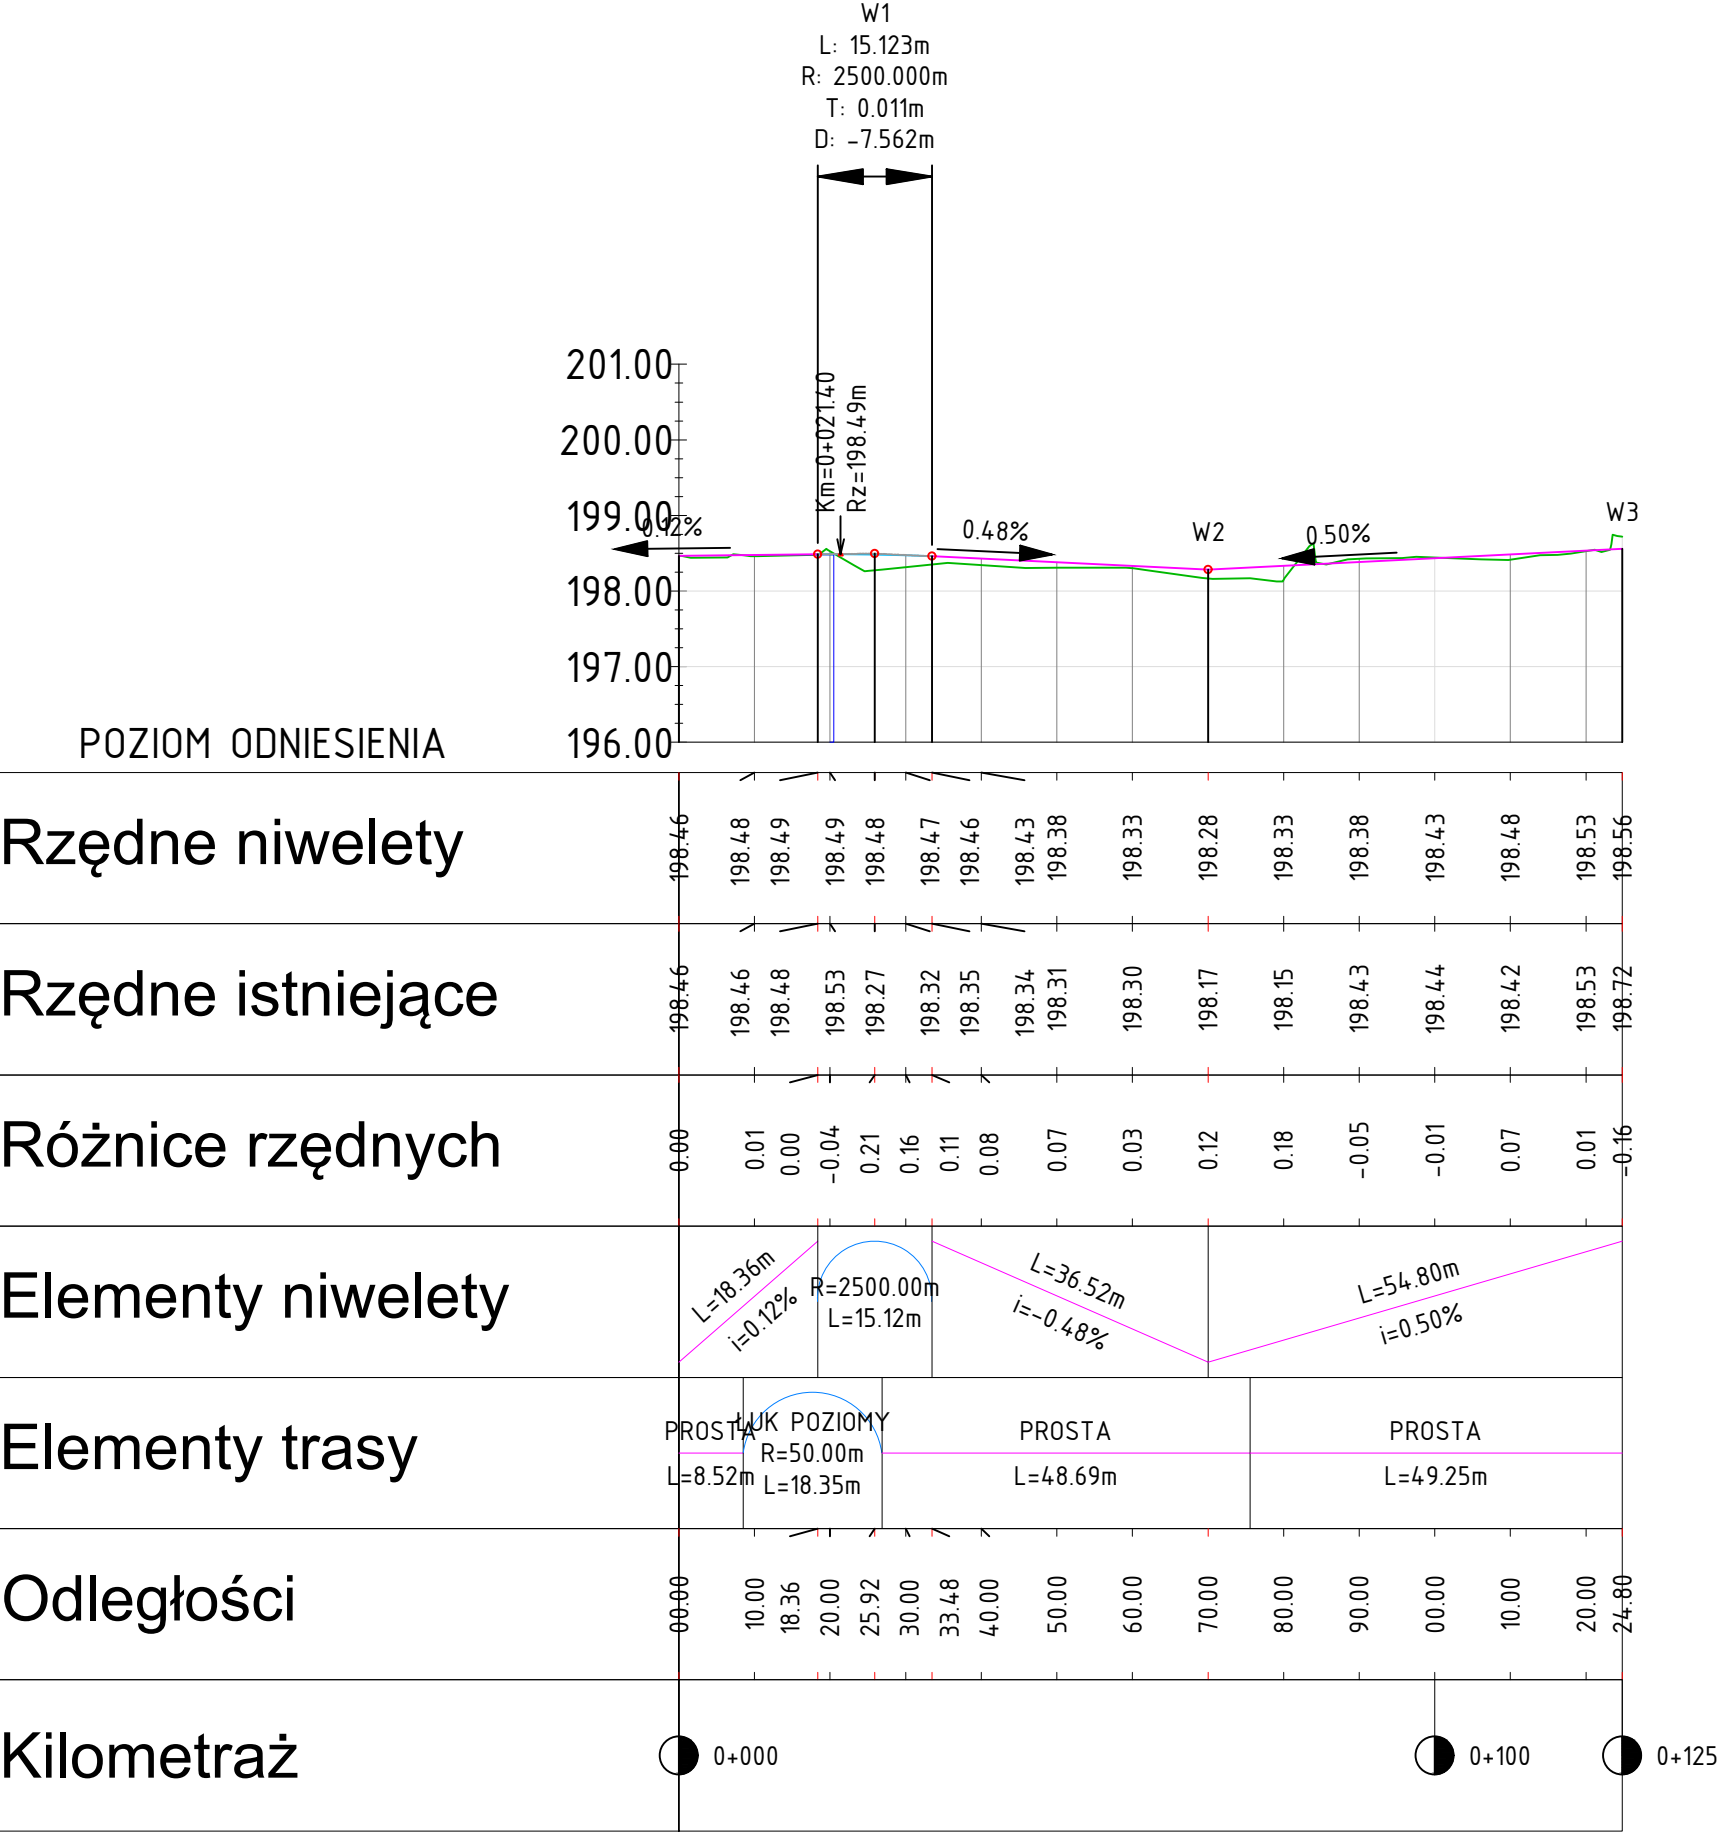 W1
L: 15.123m
R: 2500.000m
T: 0.011m
D: -7.562m
201.00
200.00
199.00
198.00
197.00
196.00
Km=0+021.40
Rz=198.49m
0.12%
0.48%
W2
0.50%
W3
POZIOM ODNIESIENIA
Rzędne niwelety
198.46 198.48 198.49 198.49 198.48 198.47 198.46 198.43 198.38 198.33 198.28 198.33 198.38 198.43 198.48 198.53 198.56
Rzędne istniejące
198.46 198.46 198.48 198.53 198.27 198.32 198.35 198.34 198.31 198.30 198.17 198.15 198.43 198.44 198.42 198.53 198.72
Różnice rzędnych
0.00 0.01 0.00 -0.04 0.21 0.16 0.11 0.08 0.07 0.03 0.12 0.18 -0.05 -0.01 0.07 0.01 -0.16
Elementy niwelety
L=18.36m
i=0.12%
R=2500.00m
L=15.12m
L=36.52m
i=-0.48%
L=54.80m
i=0.50%
Elementy trasy
PROSTA
L=8.52m
ŁUK POZIOMY
R=50.00m
L=18.35m
PROSTA
L=48.69m
PROSTA
L=49.25m
Odległości
00.00 10.00 18.36 20.00 25.92 30.00 33.48 40.00 50.00 60.00 70.00 80.00 90.00 00.00 10.00 20.00 24.80
Kilometraż
0+000
0+100
0+125